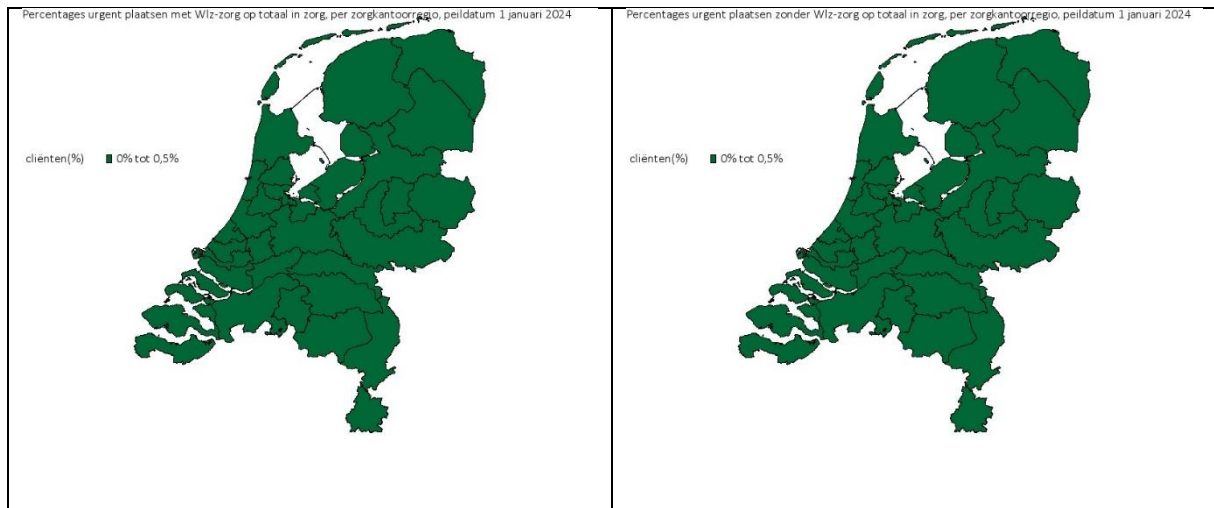 Percentages urgent plaatsen met Wlz-zorg op totaal in zorg, per zorgkantoorregio, peildatum 1 januari 2024
cliënten(%) 0% tot 0,5%
Percentages urgent plaatsen zonder Wlz-zorg op totaal in zorg, per zorgkantoorregio, peildatum 1 januari 2024
cliënten(%) 0% tot 0,5%